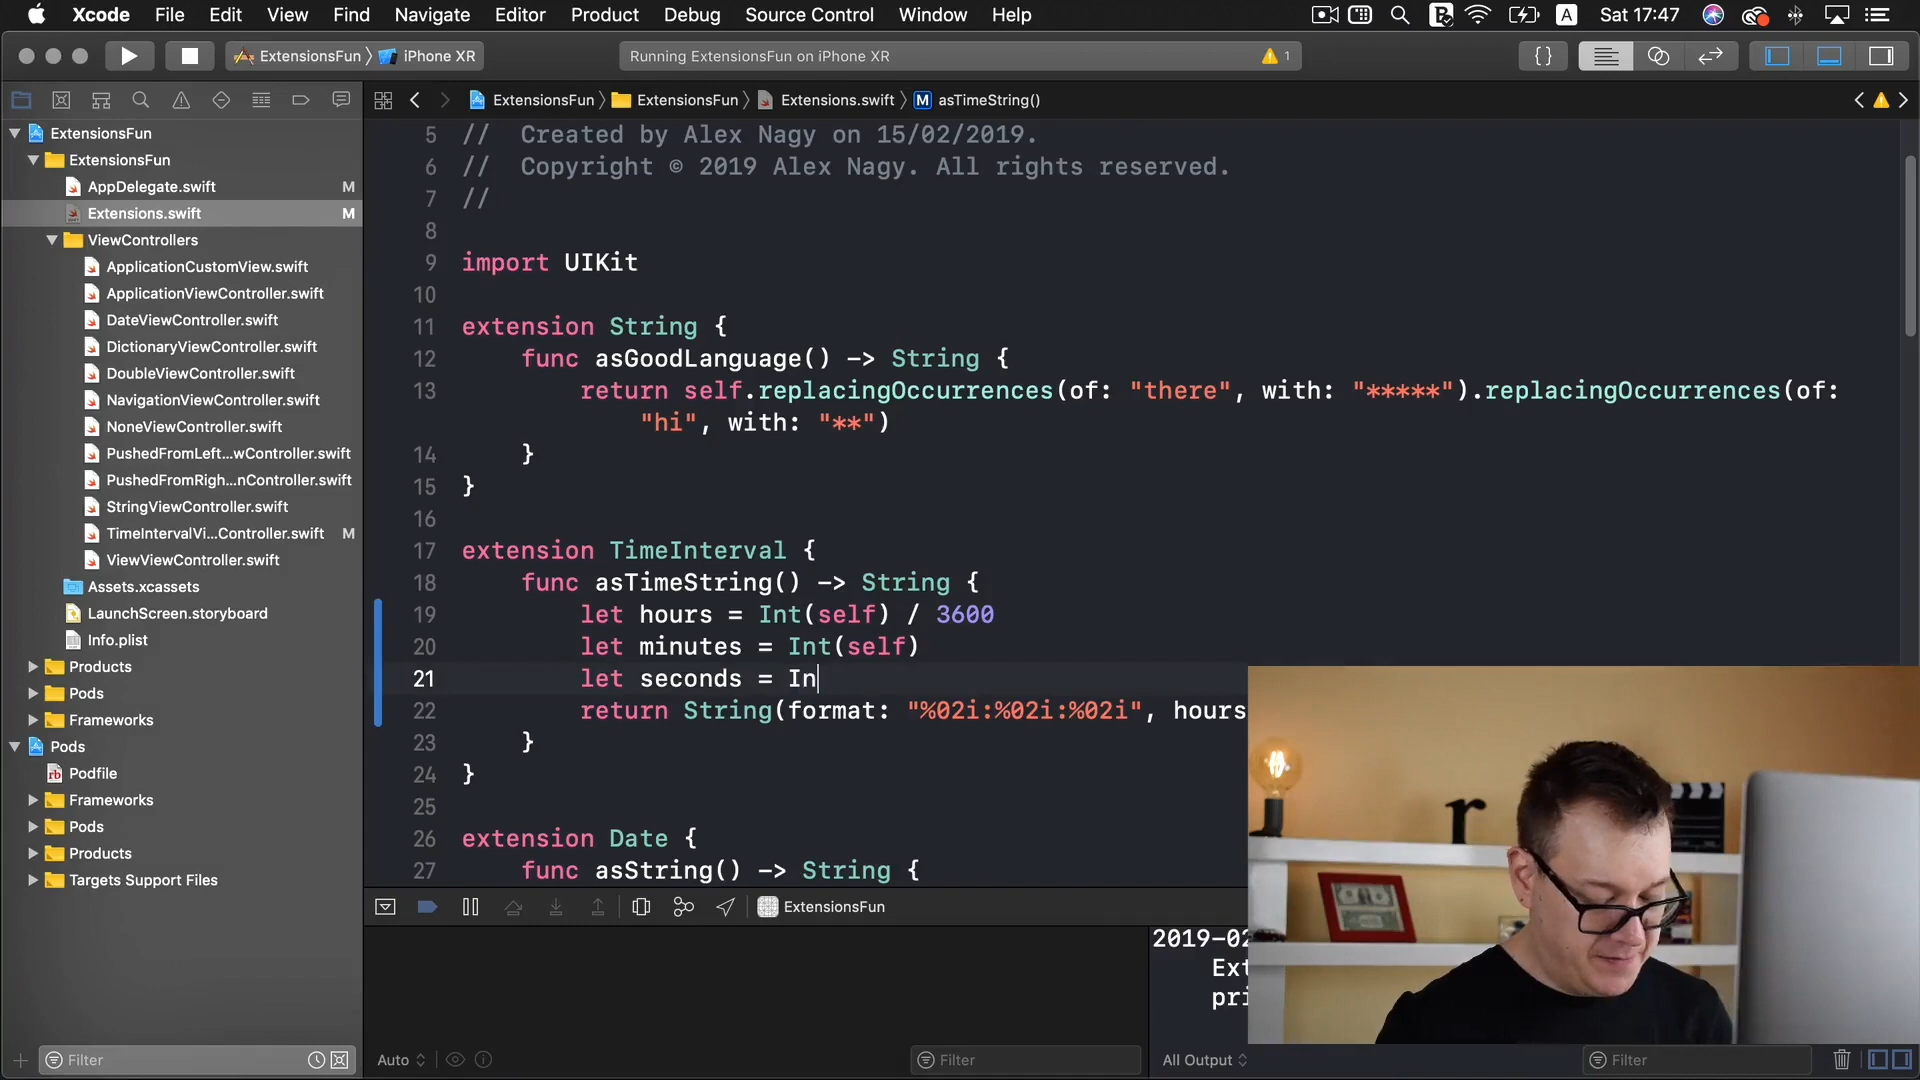 Xcode File Edit View Find Navigate Editor Product Debug Source Control Window Help A Sat 17:47
ExtensionsFun iPhone XR Running ExtensionsFun on iPhone XR 1 {}
ExtensionsFun ExtensionsFun Extensions.swift M asTimeString()
ExtensionsFun
ExtensionsFun
AppDelegate.swift M
Extensions.swift M
ViewControllers
ApplicationCustomView.swift
ApplicationViewController.swift
DateViewController.swift
DictionaryViewController.swift
DoubleViewController.swift
NavigationViewController.swift
NoneViewController.swift
PushedFromLeft...wController.swift
PushedFromRigh...nController.swift
StringViewController.swift
TimeIntervalVi...Controller.swift M
ViewViewController.swift
Assets.xcassets
LaunchScreen.storyboard
Info.plist
Products
Pods
Frameworks
Pods
rb Podfile
Frameworks
Pods
Products
Targets Support Files
Filter
5 // Created by Alex Nagy on 15/02/2019.
6 // Copyright © 2019 Alex Nagy. All rights reserved.
7 //
8
9 import UIKit
10
11 extension String {
12 func asGoodLanguage() -> String {
13 return self.replacingOccurrences(of: "there", with: "*****").replacingOccurrences(of:
"hi", with: "**")
14 }
15 }
16
17 extension TimeInterval {
18 func asTimeString() -> String {
19 let hours = Int(self) / 3600
20 let minutes = Int(self)
21 let seconds = In
22 return String(format: "%02i:%02i:%02i", hours
23 }
24 }
25
26 extension Date {
27 func asString() -> String {
ExtensionsFun
2019-02
Ext
pri
Auto Filter All Output Filter